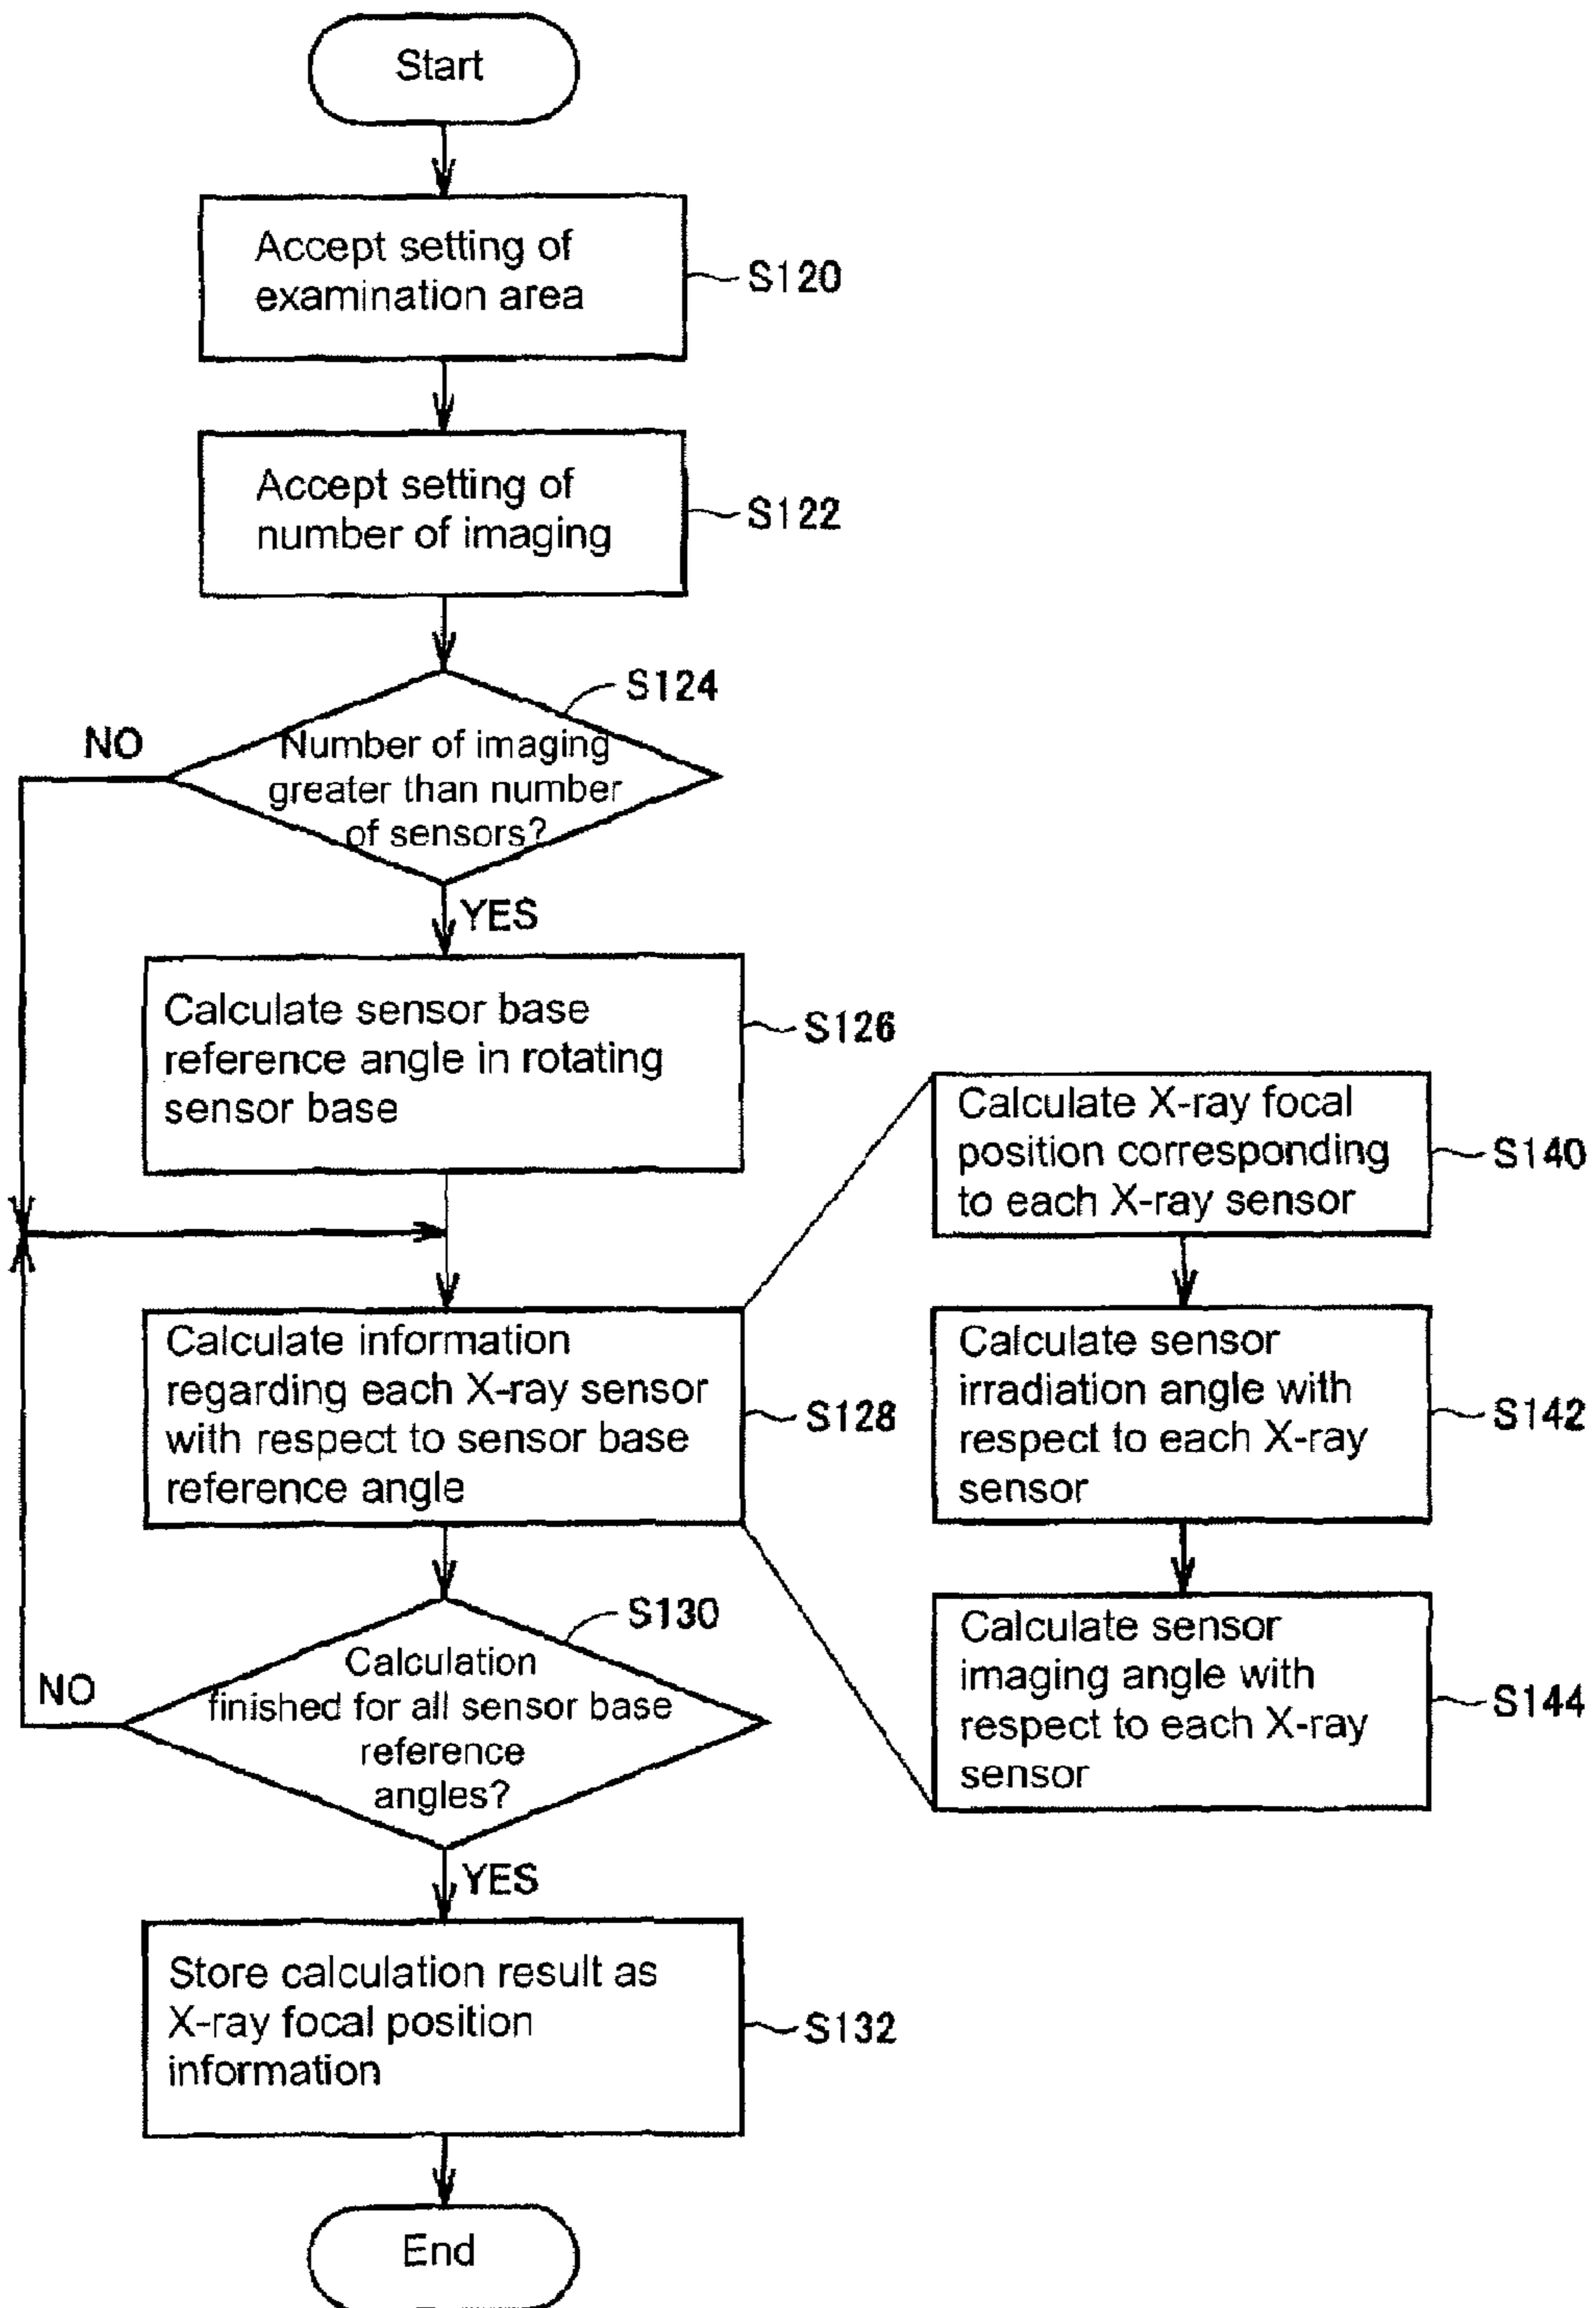 Start
Accept setting of
examination area
S120
Accept setting of
number of imaging
S122
S124
NO
Number of imaging
greater than number
of sensors?
YES
Calculate sensor base
reference angle in rotating
sensor base
S126
Calculate information
regarding each X-ray sensor
with respect to sensor base
reference angle
S128
Calculate X-ray focal
position corresponding
to each X-ray sensor
S140
Calculate sensor
irradiation angle with
respect to each X-ray
sensor
S142
Calculate sensor
imaging angle with
respect to each X-ray
sensor
S144
S130
NO
Calculation
finished for all sensor base
reference
angles?
YES
Store calculation result as
X-ray focal position
information
S132
End